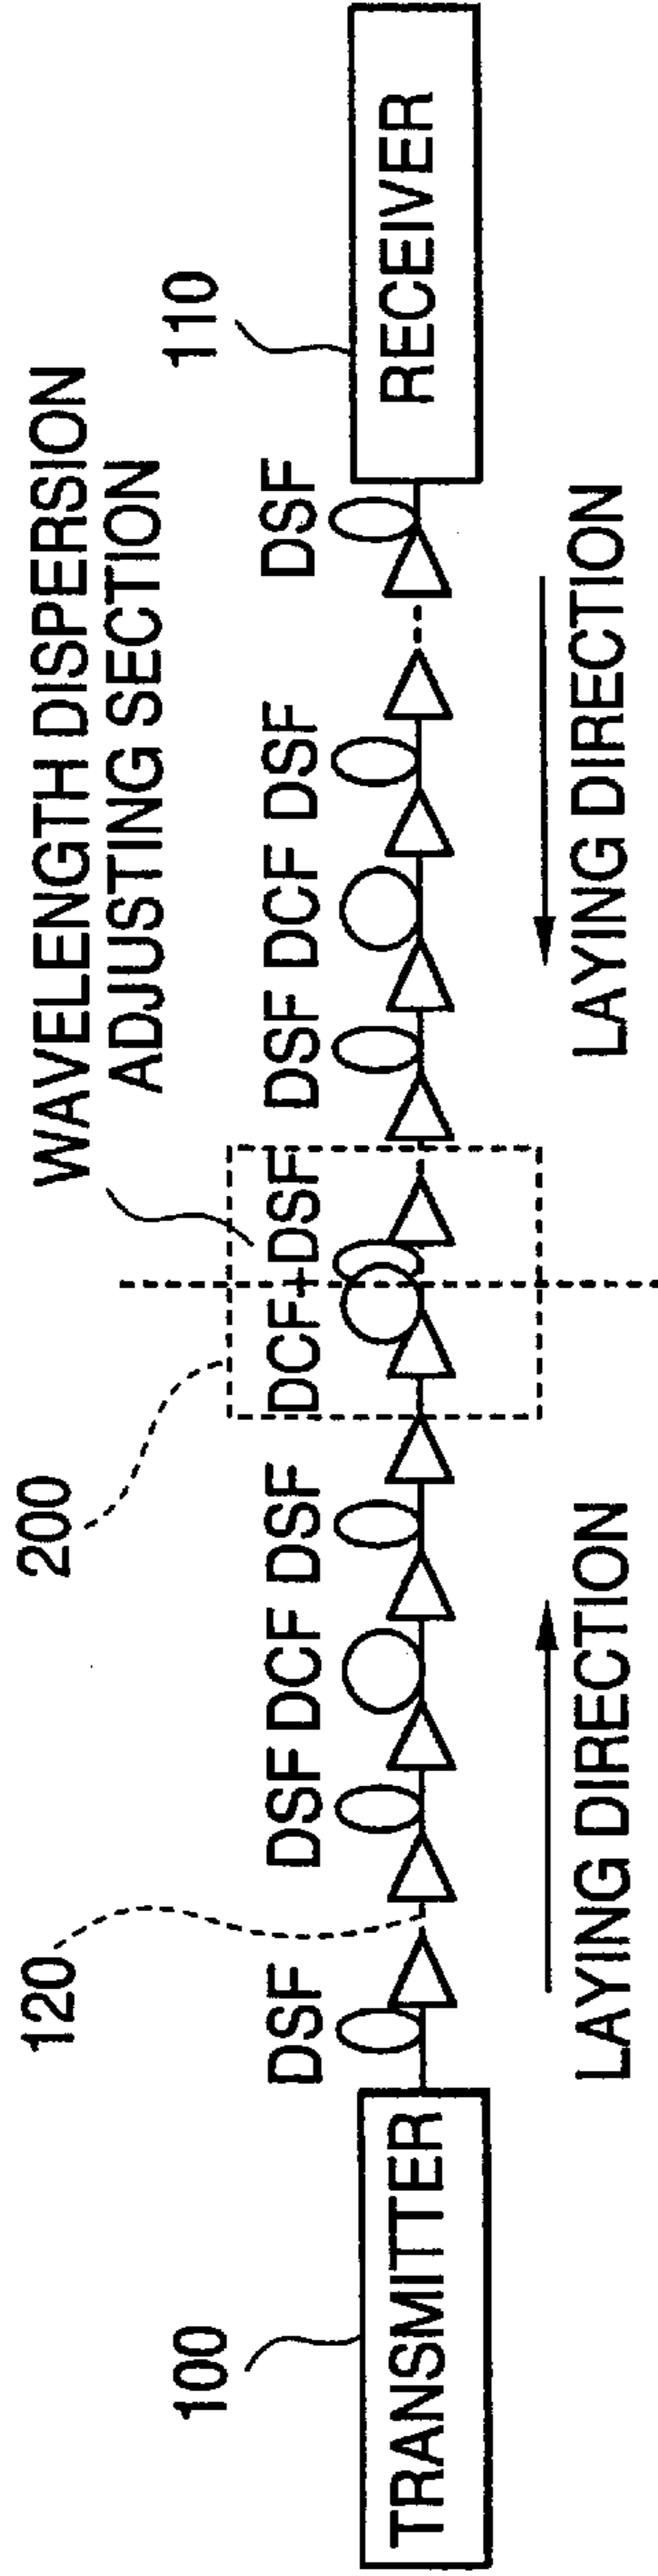 WAVELENGTH DISPERSION
ADJUSTING SECTION
200
120
100
110
DSF
DSF DCF DSF
DCF+DSF
DSF DCF DSF
DSF
TRANSMITTER
RECEIVER
LAYING DIRECTION
LAYING DIRECTION